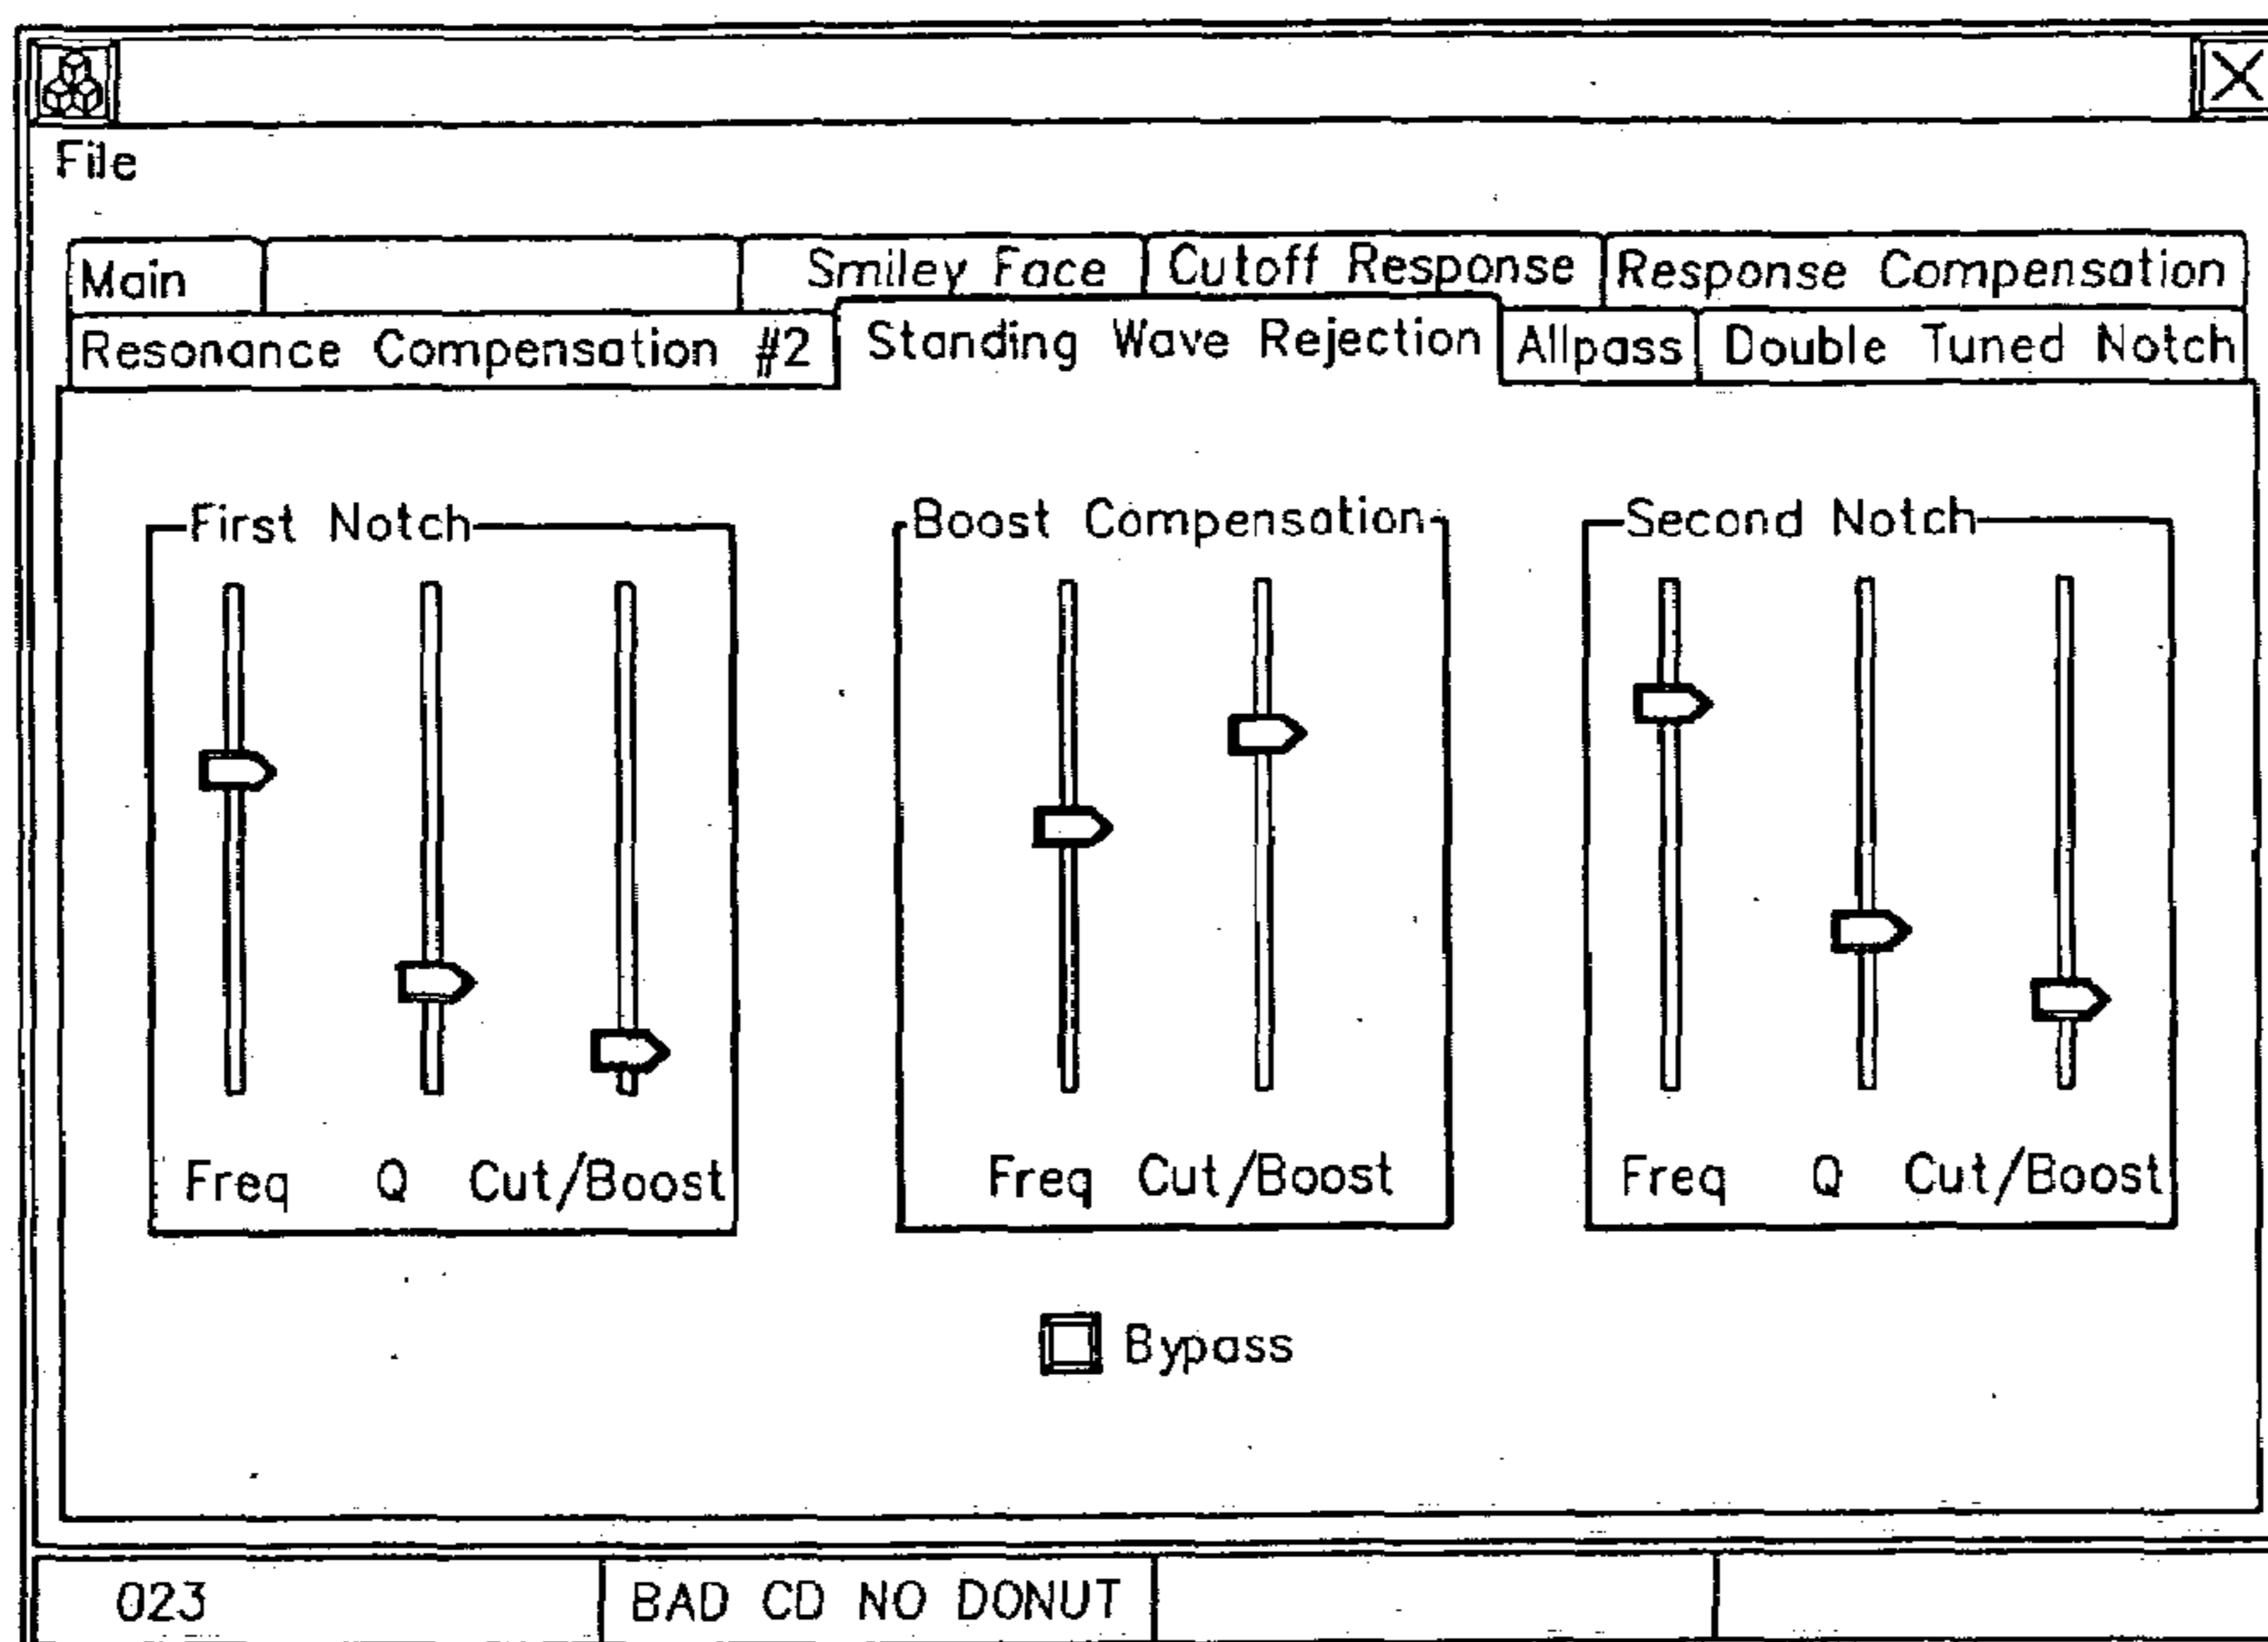 File
Main Smiley Face Cutoff Response Response Compensation
Resonance Compensation #2 Standing Wave Rejection Allpass Double Tuned Notch
First Notch Boost Compensation Second Notch
Freq Q Cut/Boost Freq Cut/Boost Freq Q Cut/Boost
Bypass
023 BAD CD NO DONUT